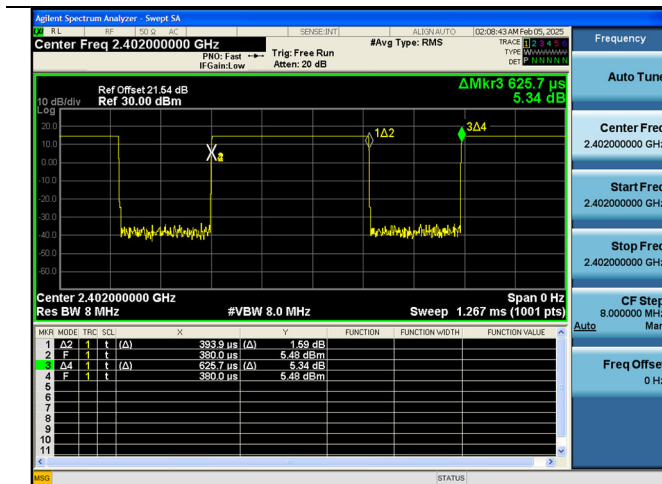 Agilent Spectrum Analyzer - Swept SA
RL RF 50 Ω AC SENSE:INT ALIGN AUTO 02:08:43 AM Feb 05, 2025
Center Freq 2.402000000 GHz #Avg Type: RMS TRACE 1 2 3 4 5 6
PNO: Fast Trig: Free Run TYPE
IFGain:Low Atten: 20 dB DET P N N N N N
Ref Offset 21.54 dB ΔMkr3 625.7 µs
10 dB/div Ref 30.00 dBm 5.34 dB
Log
20.0
10.0
0.00
-10.0
-20.0
-30.0
-40.0
-50.0
-60.0
1Δ2
3Δ4
Center 2.402000000 GHz Span 0 Hz
Res BW 8 MHz #VBW 8.0 MHz Sweep 1.267 ms (1001 pts)
MKR MODE TRC SCL X Y FUNCTION FUNCTION WIDTH FUNCTION VALUE
1 Δ2 1 t (Δ) 393.9 µs (Δ) 1.59 dB
2 F 1 t 380.0 µs 5.48 dBm
3 Δ4 1 t (Δ) 625.7 µs (Δ) 5.34 dB
4 F 1 t 380.0 µs 5.48 dBm
5
6
7
8
9
10
11
MSG STATUS
Frequency
Auto Tune
Center Freq
2.402000000 GHz
Start Freq
2.402000000 GHz
Stop Freq
2.402000000 GHz
CF Step
8.000000 MHz
Auto Man
Freq Offset
0 Hz